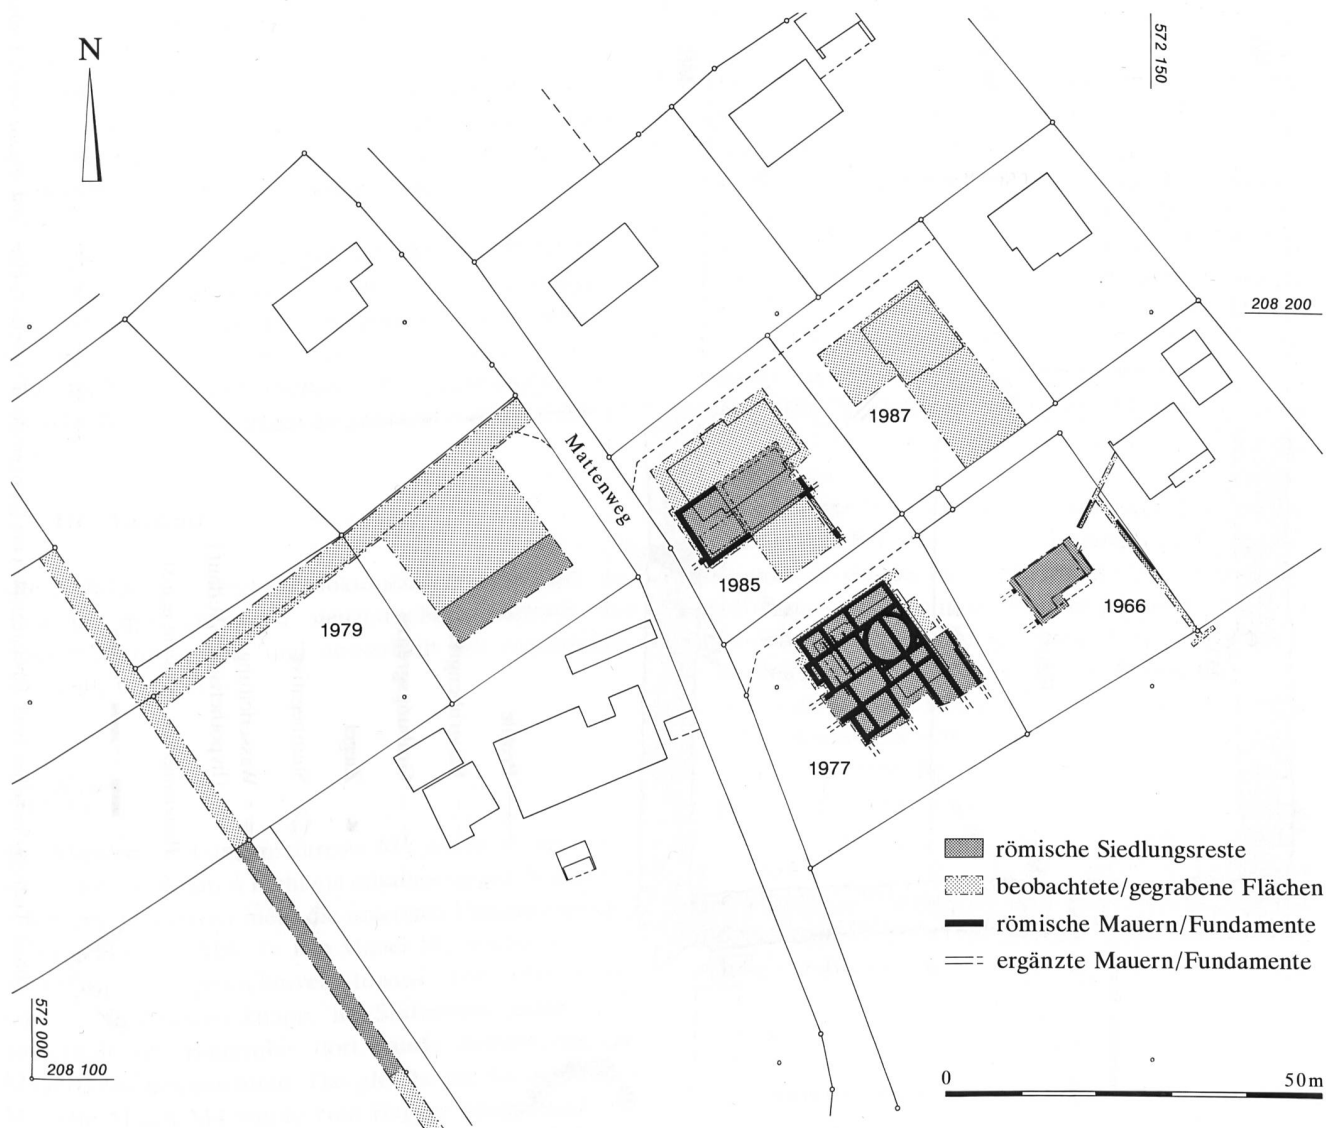 N
572 150
208 200
1987
Mattenweg
1985
1966
1979
1977
römische Siedlungsreste
beobachtete/gegrabene Flächen
römische Mauern/Fundamente
ergänzte Mauern/Fundamente
572 000
208 100
0 50m